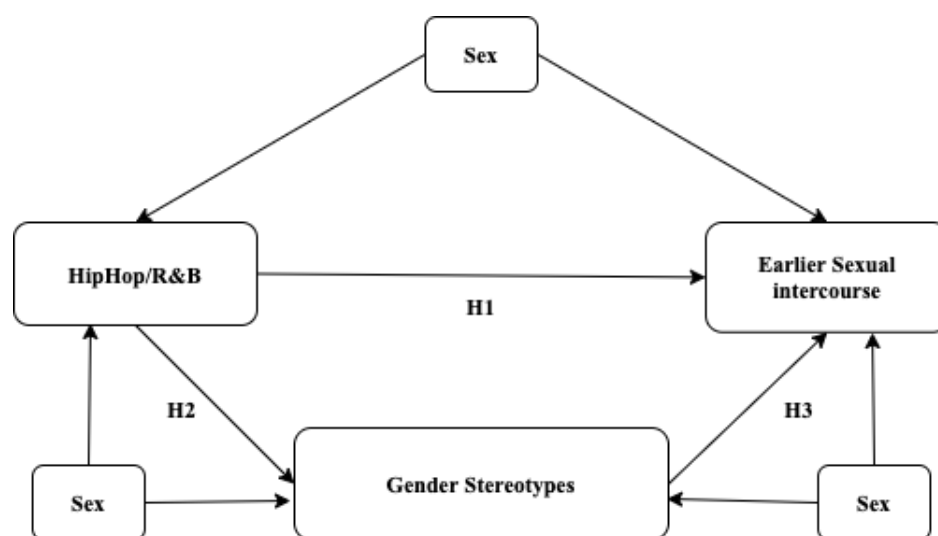 Sex
HipHop/R&B
Earlier Sexual
intercourse
H1
H2
H3
Gender Stereotypes
Sex
Sex